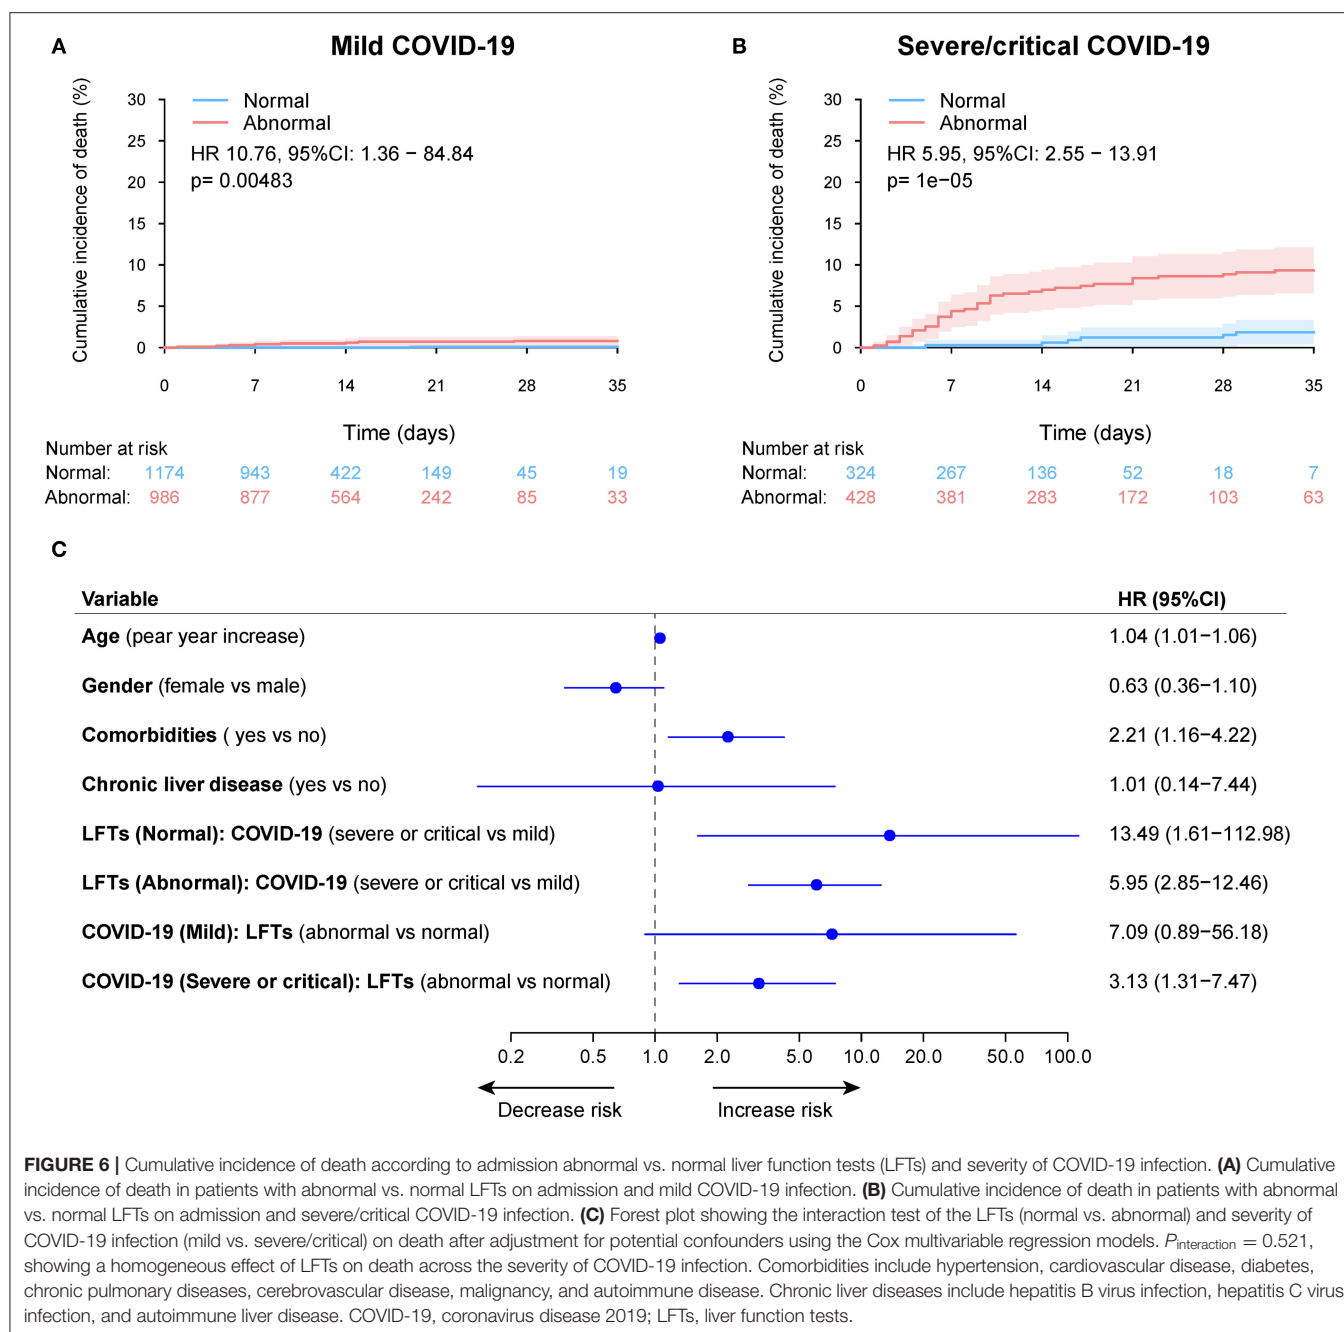 A
Mild COVID-19
Cumulative incidence of death (%)
30
25
20
15
10
5
0
Normal
Abnormal
HR 10.76, 95%CI: 1.36 − 84.84
p= 0.00483
0 7 14 21 28 35
Time (days)
Number at risk
Normal: 1174 943 422 149 45 19
Abnormal: 986 877 564 242 85 33
B
Severe/critical COVID-19
Cumulative incidence of death (%)
30
25
20
15
10
5
0
Normal
Abnormal
HR 5.95, 95%CI: 2.55 − 13.91
p= 1e−05
0 7 14 21 28 35
Time (days)
Number at risk
Normal: 324 267 136 52 18 7
Abnormal: 428 381 283 172 103 63
C
Variable HR (95%CI)
Age (pear year increase) 1.04 (1.01−1.06)
Gender (female vs male) 0.63 (0.36−1.10)
Comorbidities ( yes vs no) 2.21 (1.16−4.22)
Chronic liver disease (yes vs no) 1.01 (0.14−7.44)
LFTs (Normal): COVID-19 (severe or critical vs mild) 13.49 (1.61−112.98)
LFTs (Abnormal): COVID-19 (severe or critical vs mild) 5.95 (2.85−12.46)
COVID-19 (Mild): LFTs (abnormal vs normal) 7.09 (0.89−56.18)
COVID-19 (Severe or critical): LFTs (abnormal vs normal) 3.13 (1.31−7.47)
0.2 0.5 1.0 2.0 5.0 10.0 20.0 50.0 100.0
Decrease risk Increase risk
FIGURE 6 | Cumulative incidence of death according to admission abnormal vs. normal liver function tests (LFTs) and severity of COVID-19 infection. (A) Cumulative
incidence of death in patients with abnormal vs. normal LFTs on admission and mild COVID-19 infection. (B) Cumulative incidence of death in patients with abnormal
vs. normal LFTs on admission and severe/critical COVID-19 infection. (C) Forest plot showing the interaction test of the LFTs (normal vs. abnormal) and severity of
COVID-19 infection (mild vs. severe/critical) on death after adjustment for potential confounders using the Cox multivariable regression models. Pinteraction = 0.521,
showing a homogeneous effect of LFTs on death across the severity of COVID-19 infection. Comorbidities include hypertension, cardiovascular disease, diabetes,
chronic pulmonary diseases, cerebrovascular disease, malignancy, and autoimmune disease. Chronic liver diseases include hepatitis B virus infection, hepatitis C virus
infection, and autoimmune liver disease. COVID-19, coronavirus disease 2019; LFTs, liver function tests.